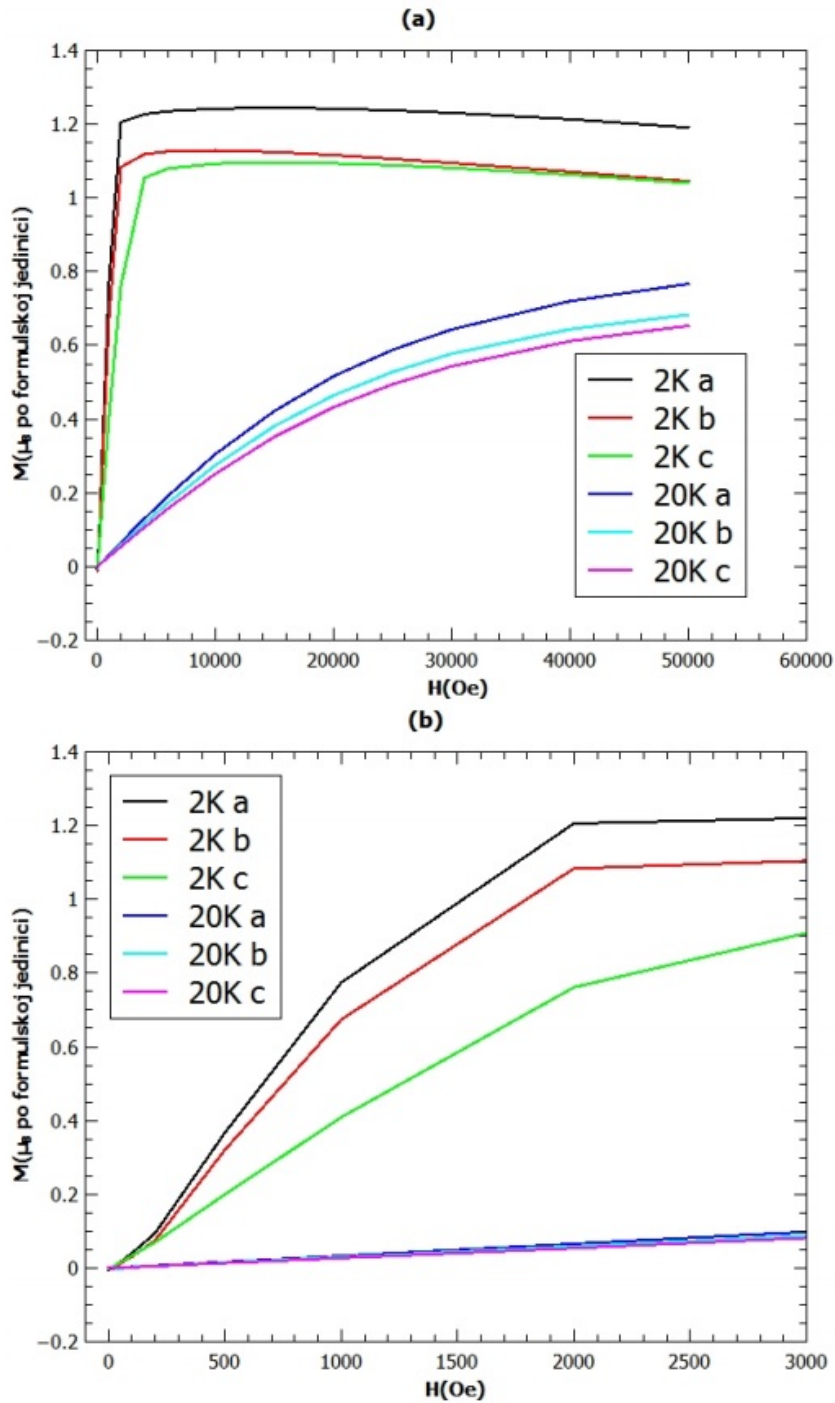 (a)
1.4
1.2
1
0.8
0.6
0.4
0.2
0
−0.2
M(μB po formulskoj jedinici)
2K a
2K b
2K c
20K a
20K b
20K c
0 10000 20000 30000 40000 50000 60000
H(Oe)
(b)
1.4
1.2
1
0.8
0.6
0.4
0.2
0
−0.2
M(μB po formulskoj jedinici)
2K a
2K b
2K c
20K a
20K b
20K c
0 500 1000 1500 2000 2500 3000
H(Oe)